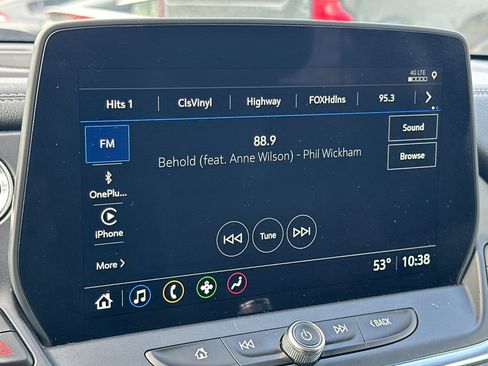 4G LTE
Hits 1 ClsVinyl Highway FOXHdlns 95.3
FM
88.9
Behold (feat. Anne Wilson) - Phil Wickham
Sound
Browse
OnePlu...
iPhone
Tune
More
53° 10:38
BACK